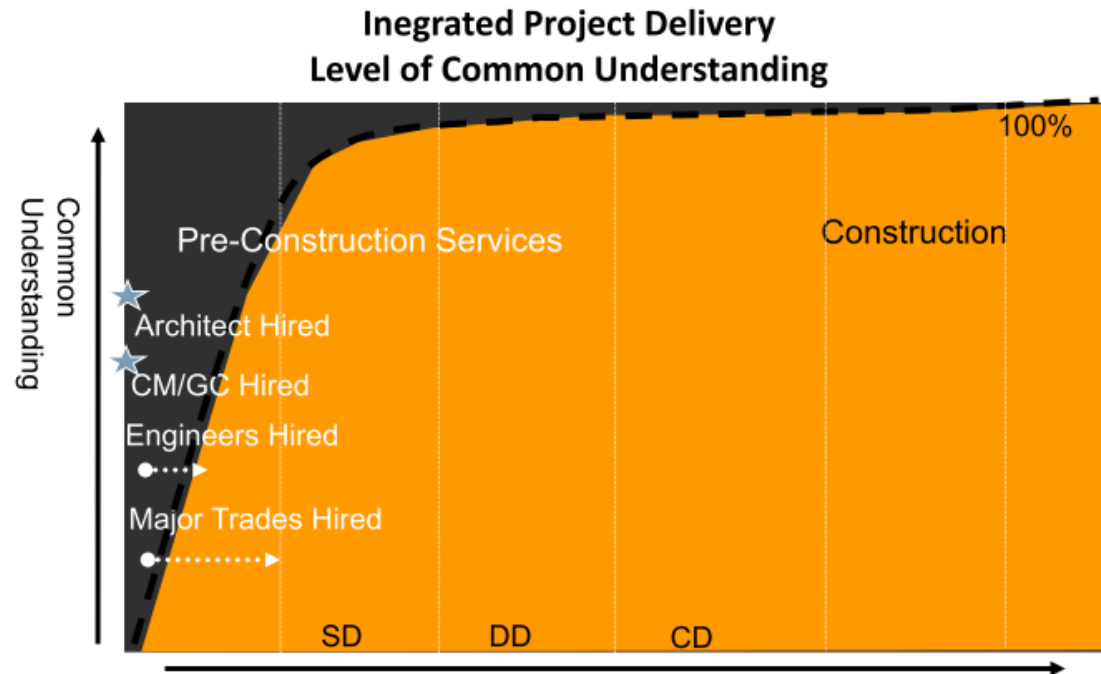 Inegrated Project Delivery
Level of Common Understanding
100%
Common
Understanding
Pre-Construction Services
Construction
Architect Hired
CM/GC Hired
Engineers Hired
Major Trades Hired
SD
DD
CD